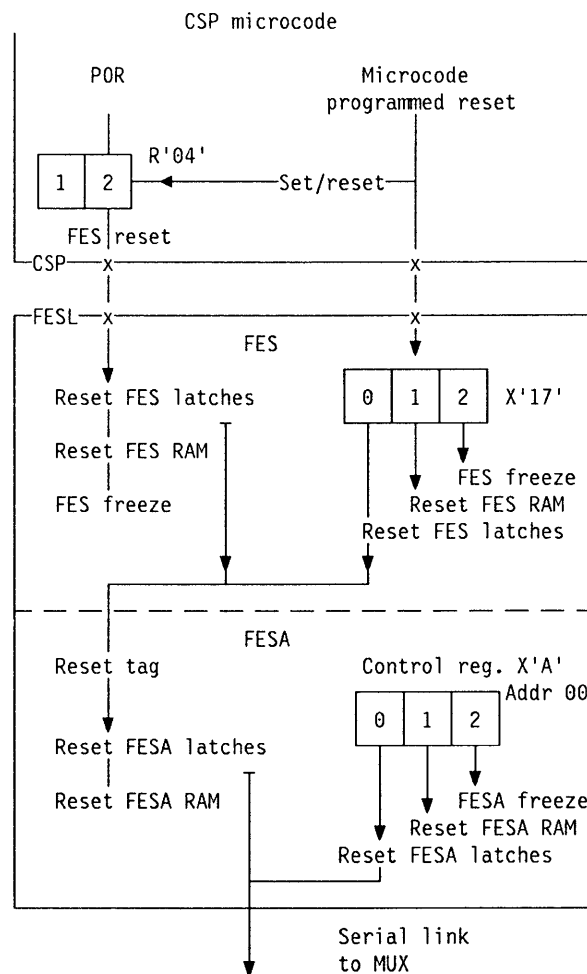 CSP microcode
POR
Microcode
programmed reset
R'04'
1 2
Set/reset
FES reset
CSP x x
FESL x x
FES
Reset FES latches
0 1 2 X'17'
Reset FES RAM
FES freeze
FES freeze
Reset FES RAM
Reset FES latches
FESA
Reset tag
Control reg. X'A'
Addr 00
0 1 2
Reset FESA latches
Reset FESA RAM
FESA freeze
Reset FESA RAM
Reset FESA latches
Serial link
to MUX